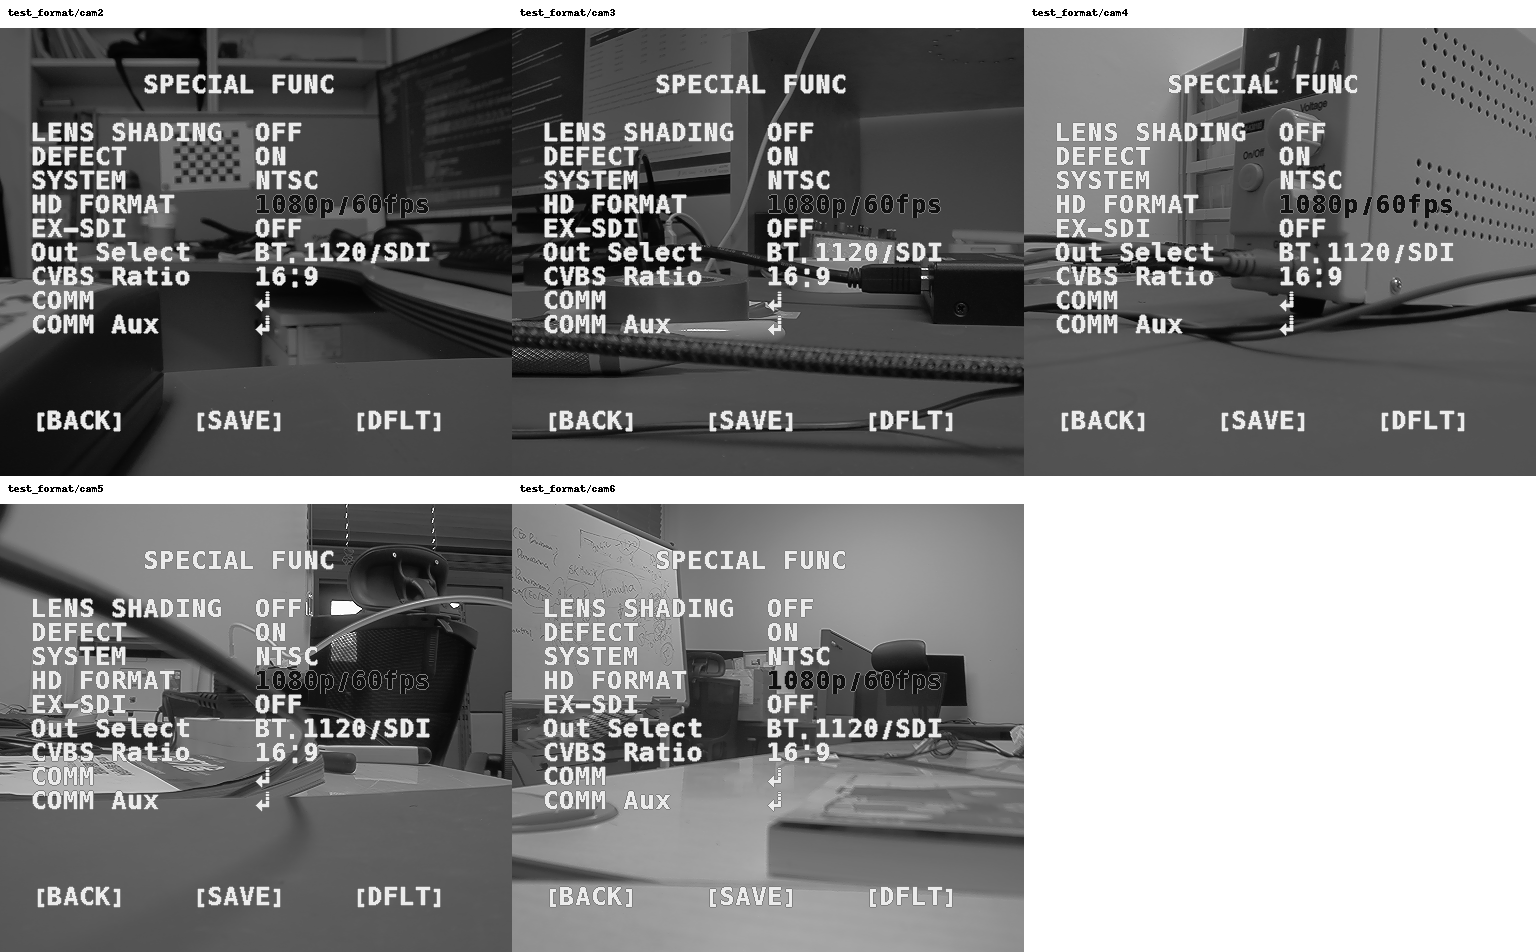 test_format/cam2
SPECIAL FUNC
LENS SHADING OFF
DEFECT ON
SYSTEM NTSC
HD FORMAT 1080p/60fps
EX-SDI OFF
Out Select BT.1120/SDI
CVBS Ratio 16:9
COMM ↲
COMM Aux ↲
[BACK] [SAVE] [DFLT]
test_format/cam3
SPECIAL FUNC
LENS SHADING OFF
DEFECT ON
SYSTEM NTSC
HD FORMAT 1080p/60fps
EX-SDI OFF
Out Select BT.1120/SDI
CVBS Ratio 16:9
COMM ↲
COMM Aux ↲
[BACK] [SAVE] [DFLT]
test_format/cam4
211 A
Voltage
On/Off
SPECIAL FUNC
LENS SHADING OFF
DEFECT ON
SYSTEM NTSC
HD FORMAT 1080p/60fps
EX-SDI OFF
Out Select BT.1120/SDI
CVBS Ratio 16:9
COMM ↲
COMM Aux ↲
[BACK] [SAVE] [DFLT]
test_format/cam5
SPECIAL FUNC
LENS SHADING OFF
DEFECT ON
SYSTEM NTSC
HD FORMAT 1080p/60fps
EX-SDI OFF
Out Select BT.1120/SDI
CVBS Ratio 16:9
COMM ↲
COMM Aux ↲
[BACK] [SAVE] [DFLT]
test_format/cam6
SPECIAL FUNC
LENS SHADING OFF
DEFECT ON
SYSTEM NTSC
HD FORMAT 1080p/60fps
EX-SDI OFF
Out Select BT.1120/SDI
CVBS Ratio 16:9
COMM ↲
COMM Aux ↲
[BACK] [SAVE] [DFLT]